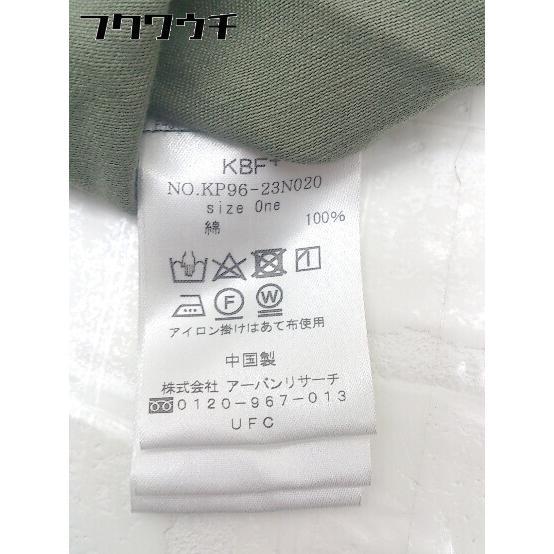 フクワウチ
KBF+
NO.KP96-23N020
size One
綿 100%
F W
アイロン掛けはあて布使用
中国製
株式会社 アーバンリサーチ
0120-967-013
UFC